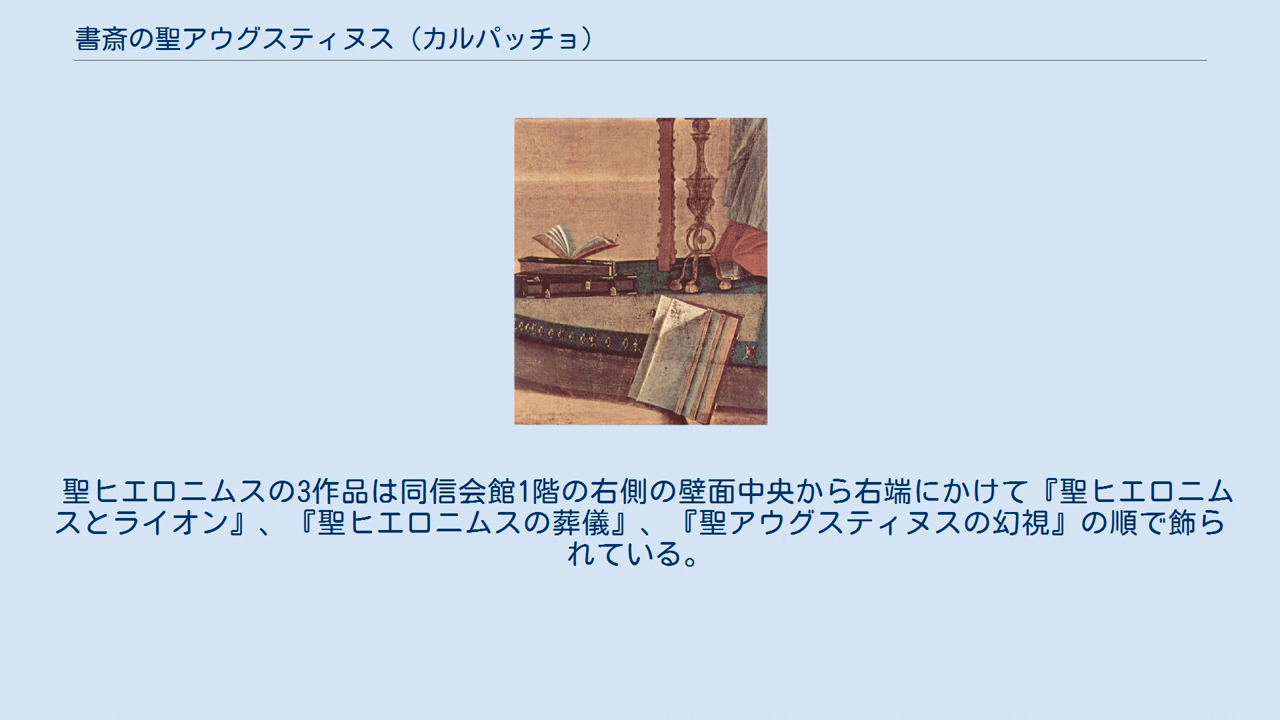 書斎の聖アウグスティヌス（カルパッチョ）
聖ヒエロニムスの3作品は同信会館1階の右側の壁面中央から右端にかけて『聖ヒエロニム
スとライオン』、『聖ヒエロニムスの葬儀』、『聖アウグスティヌスの幻視』の順で飾ら
れている。